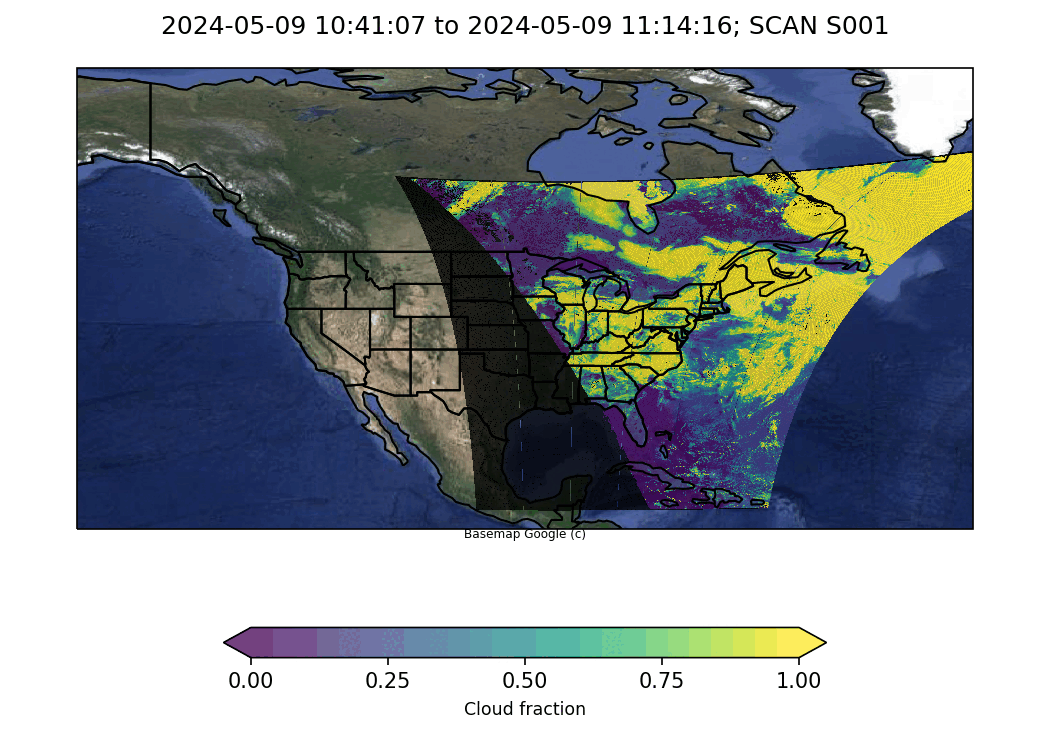 2024-05-09 10:41:07 to 2024-05-09 11:14:16; SCAN S001
Basemap Google (c)
0.00 0.25 0.50 0.75 1.00
Cloud fraction